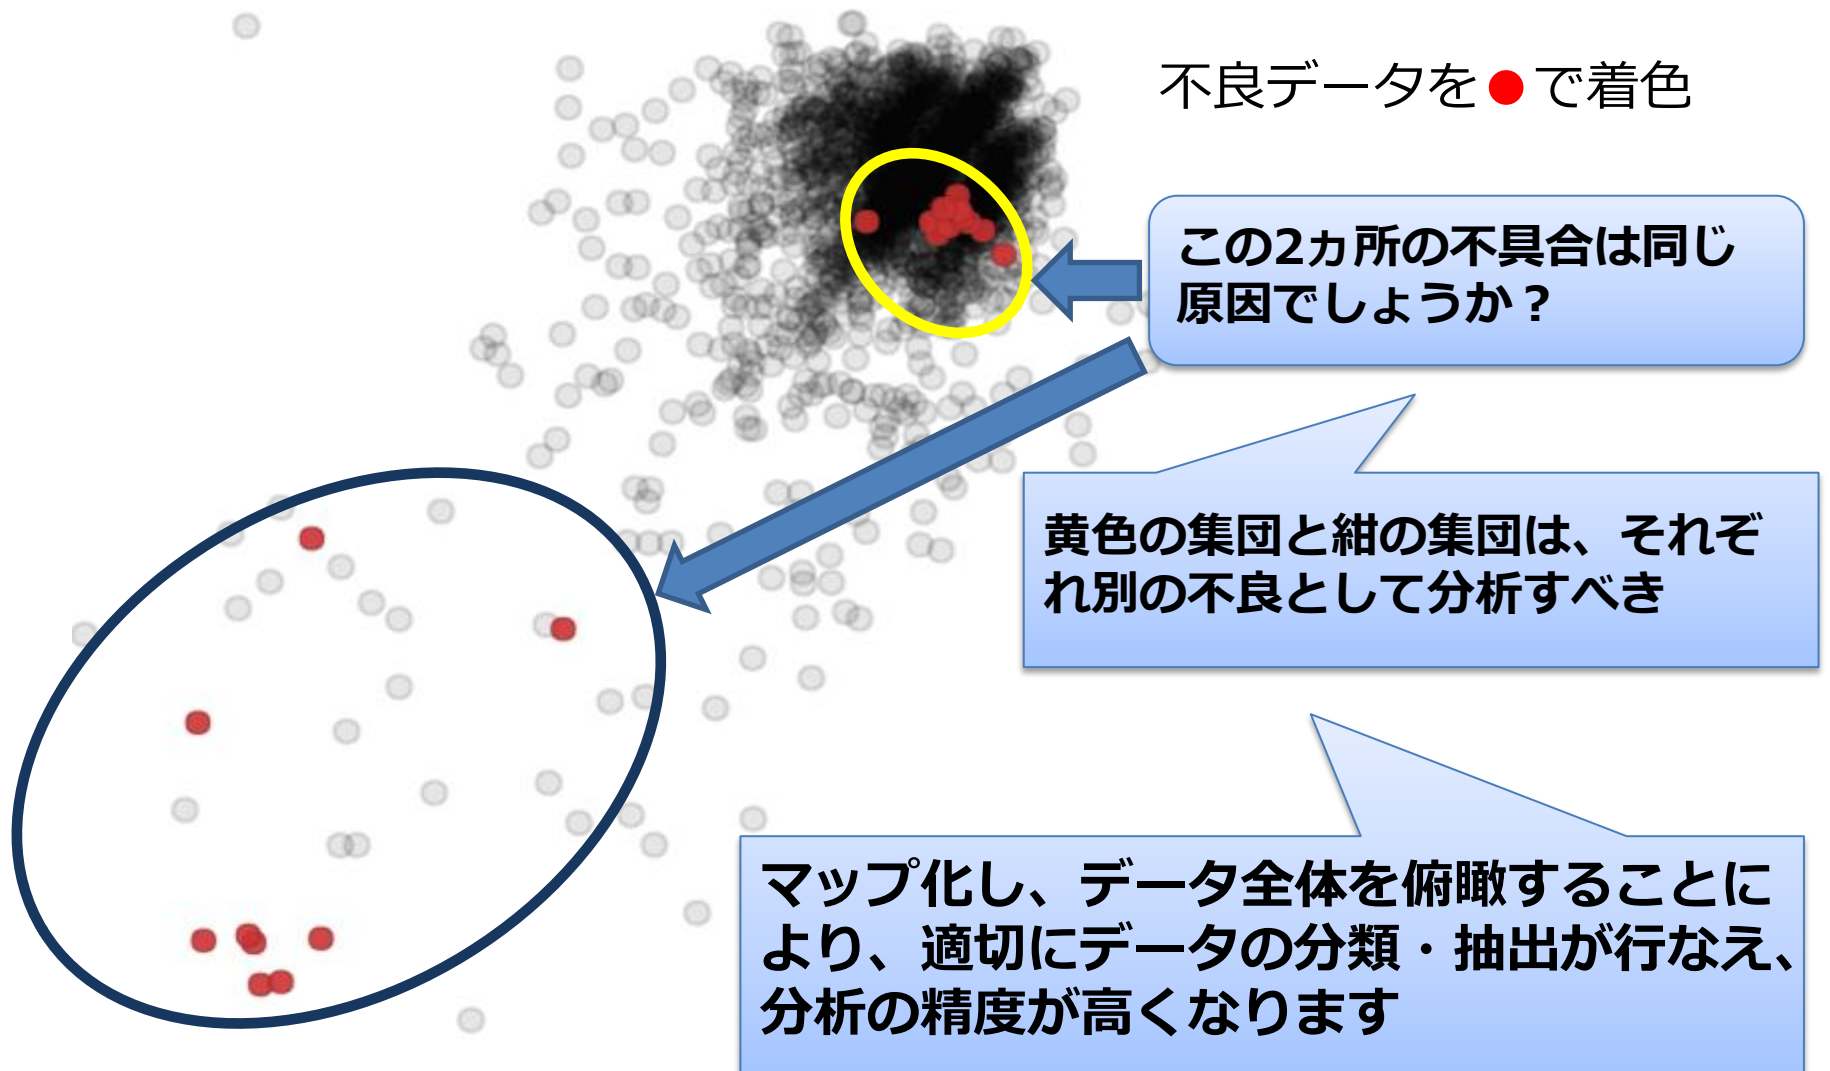 不良データを●で着色
この2ヵ所の不具合は同じ
原因でしょうか？
黄色の集団と紺の集団は、それぞ
れ別の不良として分析すべき
マップ化し、データ全体を俯瞰することに
より、適切にデータの分類・抽出が行なえ、
分析の精度が高くなります